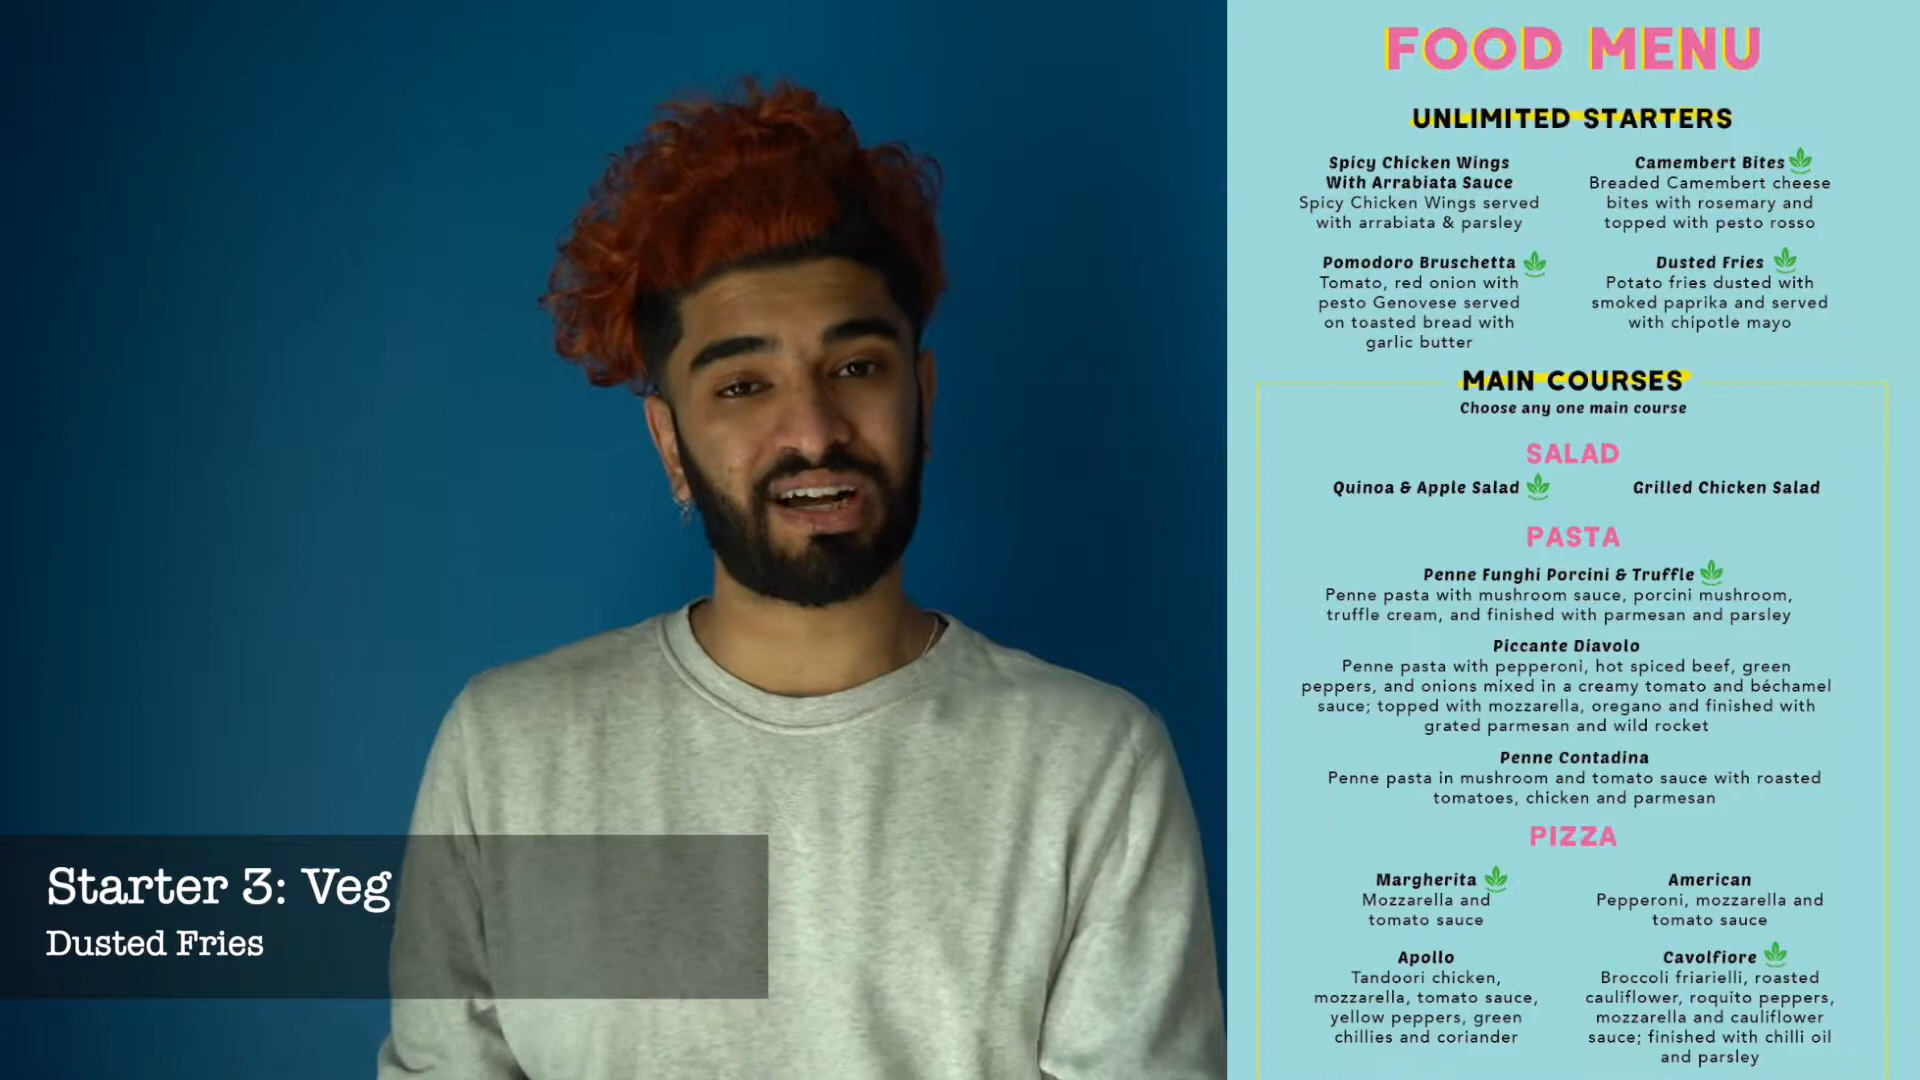 FOOD MENU
UNLIMITED STARTERS
Spicy Chicken Wings
With Arrabiata Sauce
Spicy Chicken Wings served
with arrabiata & parsley
Camembert Bites
Breaded Camembert cheese
bites with rosemary and
topped with pesto rosso
Pomodoro Bruschetta
Tomato, red onion with
pesto Genovese served
on toasted bread with
garlic butter
Dusted Fries
Potato fries dusted with
smoked paprika and served
with chipotle mayo
MAIN COURSES
Choose any one main course
SALAD
Quinoa & Apple Salad
Grilled Chicken Salad
PASTA
Penne Funghi Porcini & Truffle
Penne pasta with mushroom sauce, porcini mushroom,
truffle cream, and finished with parmesan and parsley
Piccante Diavolo
Penne pasta with pepperoni, hot spiced beef, green
peppers, and onions mixed in a creamy tomato and béchamel
sauce; topped with mozzarella, oregano and finished with
grated parmesan and wild rocket
Penne Contadina
Penne pasta in mushroom and tomato sauce with roasted
tomatoes, chicken and parmesan
PIZZA
Margherita
Mozzarella and
tomato sauce
American
Pepperoni, mozzarella and
tomato sauce
Apollo
Tandoori chicken,
mozzarella, tomato sauce,
yellow peppers, green
chillies and coriander
Cavolfiore
Broccoli friarielli, roasted
cauliflower, roquito peppers,
mozzarella and cauliflower
sauce; finished with chilli oil
and parsley
Starter 3: Veg
Dusted Fries